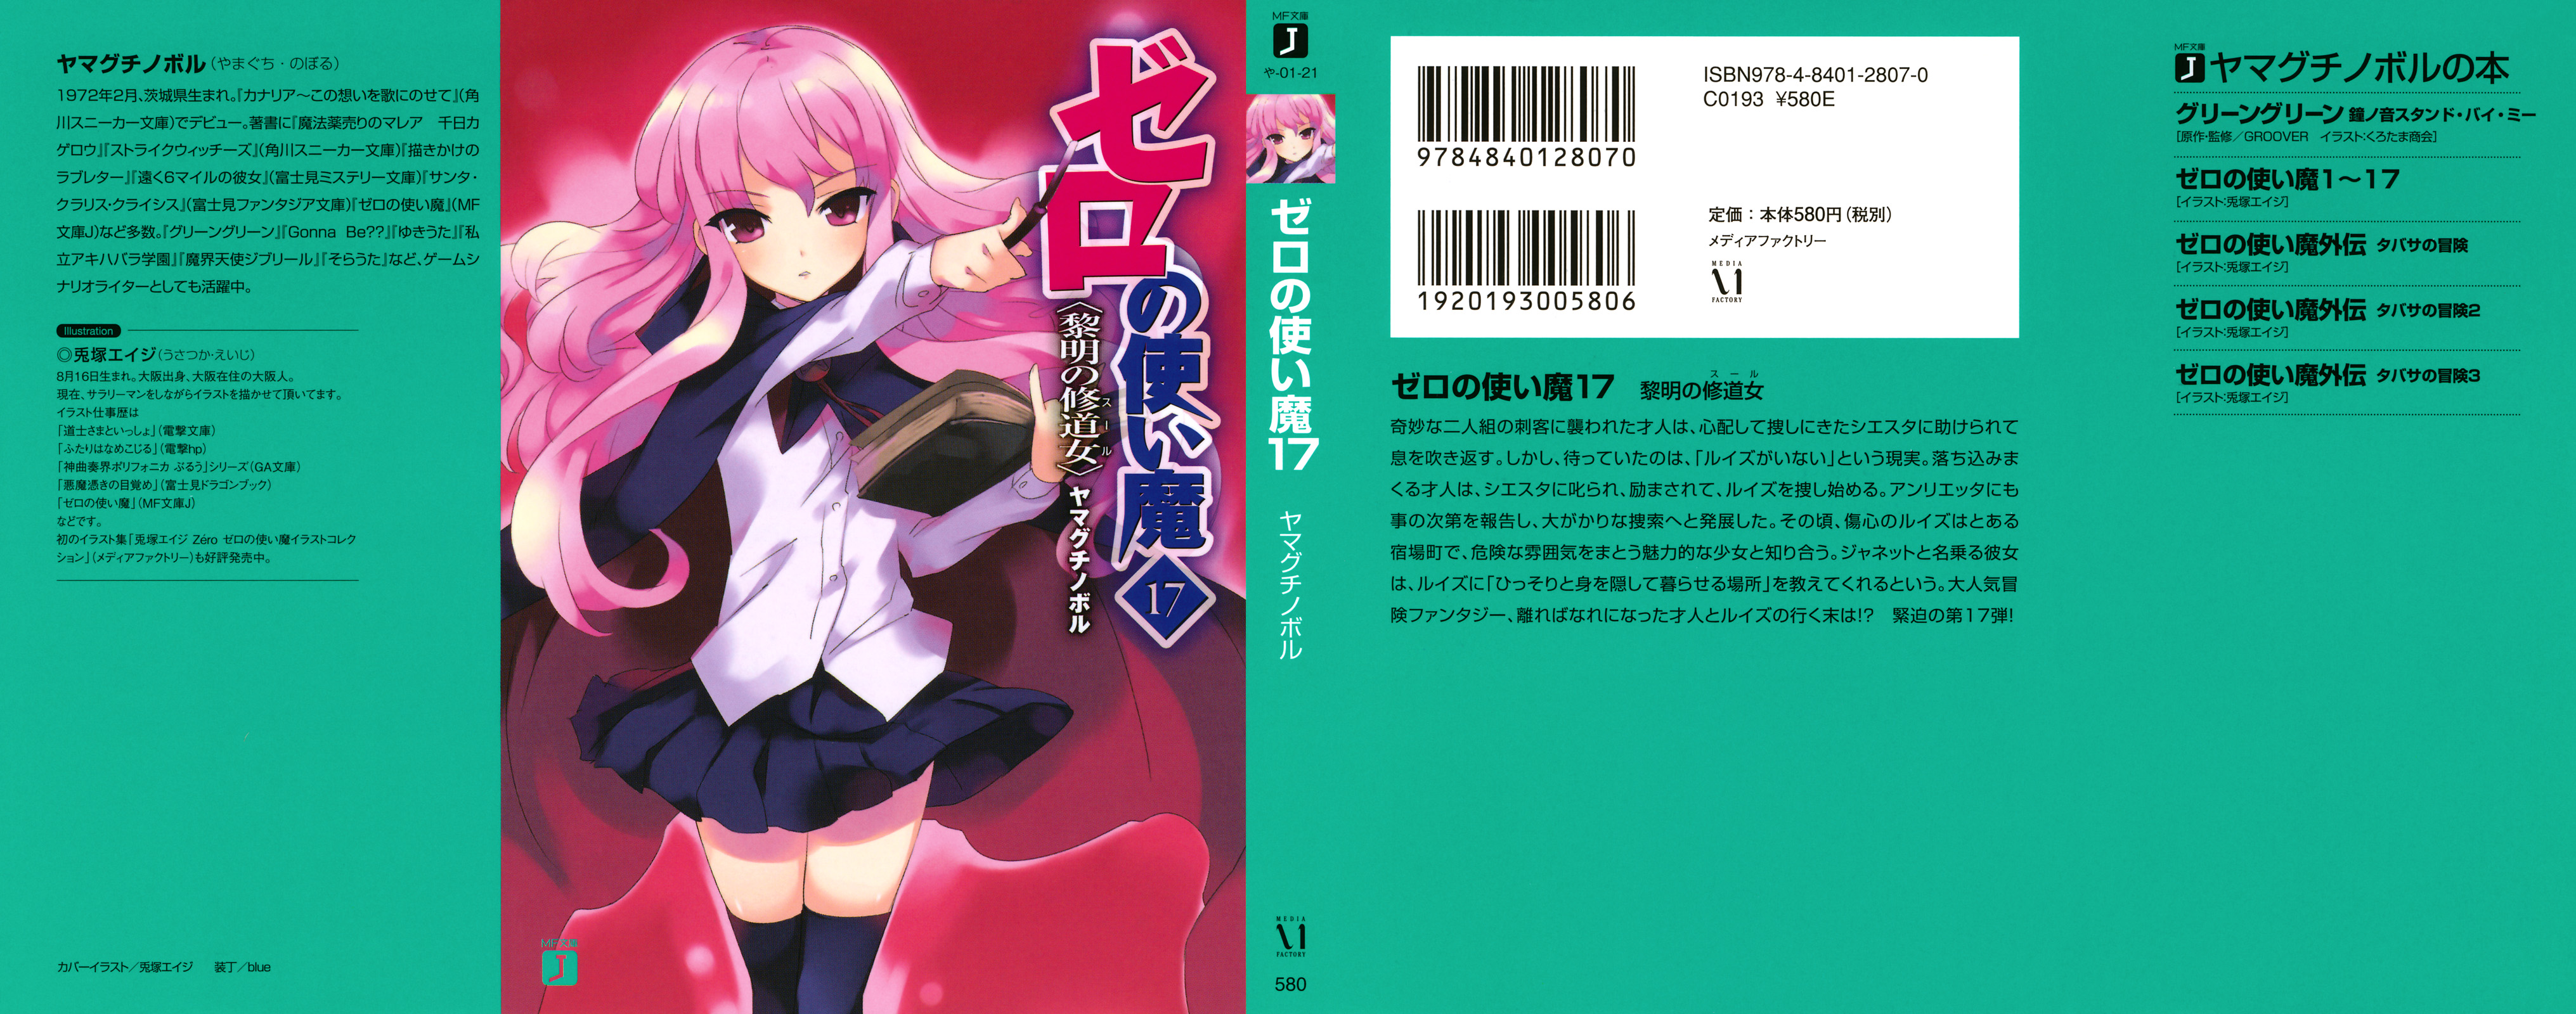 ヤマグチノボル(やまぐち・のぼる)
1972年2月、茨城県生まれ。『カナリア～この想いを歌にのせて』(角
川スニーカー文庫)でデビュー。著書に『魔法薬売りのマレア　千日カ
ゲロウ』『ストライクウィッチーズ』(角川スニーカー文庫)『描きかけの
ラブレター』『遠く6マイルの彼女』(富士見ミステリー文庫)『サンタ・
クラリス・クライシス』(富士見ファンタジア文庫)『ゼロの使い魔』(MF
文庫J)など多数。『グリーングリーン』『Gonna Be??』『ゆきうた』『私
立アキハバラ学園』『魔界天使ジブリール』『そらうた』など、ゲームシ
ナリオライターとしても活躍中。
Illustration
◎兎塚エイジ(うさつか・えいじ)
8月16日生まれ。大阪出身、大阪在住の大阪人。
現在、サラリーマンをしながらイラストを描かせて頂いてます。
イラスト仕事歴は
「道士さまといっしょ」(電撃文庫)
「ふたりはなめこじる」(電撃hp)
「神曲奏界ポリフォニカ ぶるう」シリーズ(GA文庫)
「悪魔憑きの目覚め」(富士見ドラゴンブック)
「ゼロの使い魔」(MF文庫J)
などです。
初のイラスト集「兎塚エイジ Zéro ゼロの使い魔イラストコレク
ション」(メディアファクトリー)も好評発売中。
カバーイラスト／兎塚エイジ　装丁／blue
ゼロの使い魔
17
〈黎明の修道女〉
スール
ヤマグチノボル
MF文庫
J
MF文庫
J
や-01-21
ゼロの使い魔17
ヤマグチノボル
MEDIA
FACTORY
580
9784840128070
ISBN978-4-8401-2807-0
C0193 ¥580E
1920193005806
定価：本体580円(税別)
メディアファクトリー
MEDIA
FACTORY
スール
ゼロの使い魔17　黎明の修道女
奇妙な二人組の刺客に襲われた才人は、心配して捜しにきたシエスタに助けられて
息を吹き返す。しかし、待っていたのは、「ルイズがいない」という現実。落ち込みま
くる才人は、シエスタに叱られ、励まされて、ルイズを捜し始める。アンリエッタにも
事の次第を報告し、大がかりな捜索へと発展した。その頃、傷心のルイズはとある
宿場町で、危険な雰囲気をまとう魅力的な少女と知り合う。ジャネットと名乗る彼女
は、ルイズに「ひっそりと身を隠して暮らせる場所」を教えてくれるという。大人気冒
険ファンタジー、離ればなれになった才人とルイズの行く末は!?　緊迫の第17弾!
MF文庫
J ヤマグチノボルの本
グリーングリーン 鐘ノ音スタンド・バイ・ミー
[原作・監修／GROOVER　イラスト:くろたま商会]
ゼロの使い魔1～17
[イラスト:兎塚エイジ]
ゼロの使い魔外伝 タバサの冒険
[イラスト:兎塚エイジ]
ゼロの使い魔外伝 タバサの冒険2
[イラスト:兎塚エイジ]
ゼロの使い魔外伝 タバサの冒険3
[イラスト:兎塚エイジ]